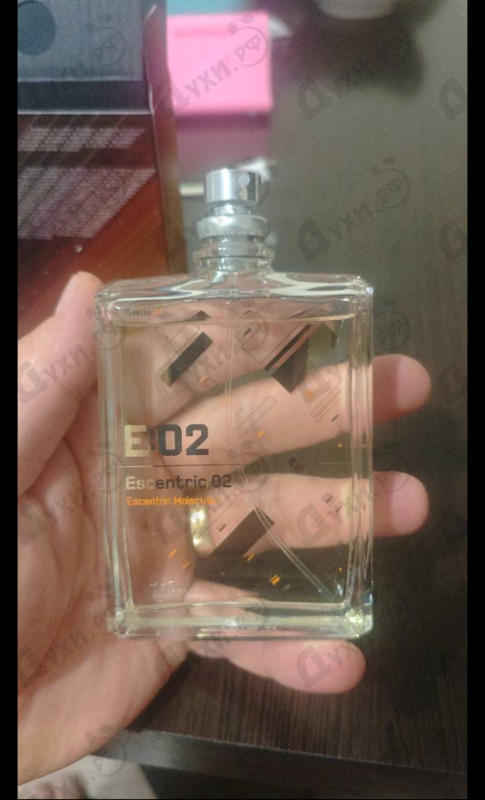 E02
Escentric 02
Escentric Molecules
Духи.рф